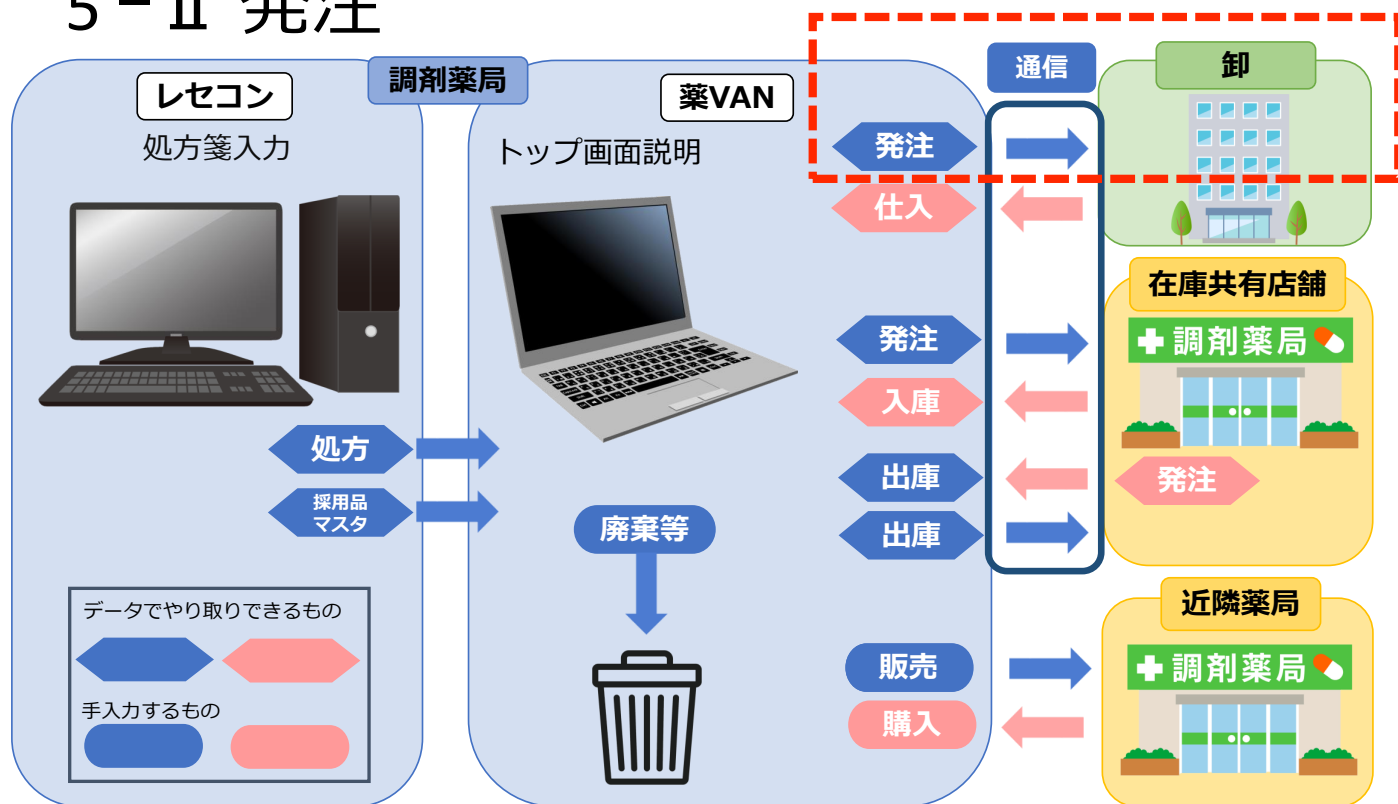 5-Ⅱ 発注
調剤薬局
レセコン
処方箋入力
薬VAN
トップ画面説明
通信
卸
発注
仕入
在庫共有店舗
調剤薬局
発注
入庫
出庫
発注
出庫
処方
採用品
マスタ
廃棄等
データでやり取りできるもの
手入力するもの
近隣薬局
調剤薬局
販売
購入